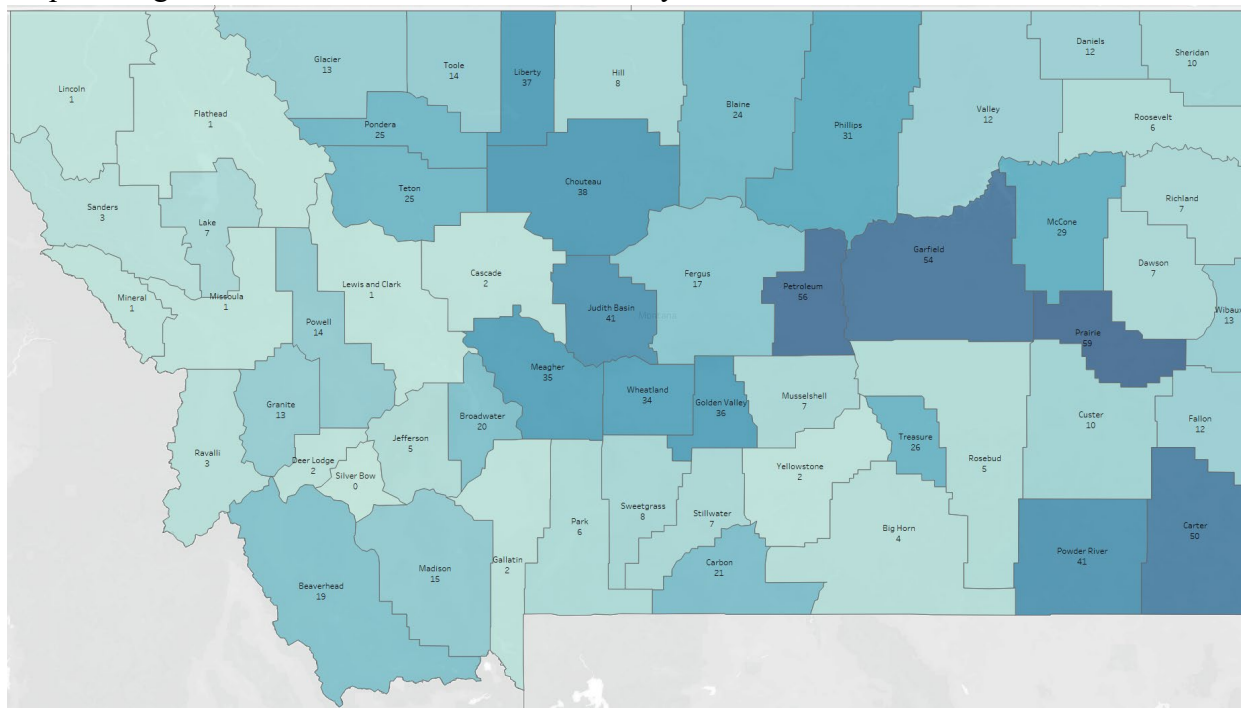 Glacier
13
Toole
14
Liberty
37
Hill
8
Blaine
24
Phillips
31
Valley
12
Daniels
12
Sheridan
10
Lincoln
1
Flathead
1
Pondera
25
Roosevelt
6
Teton
25
Chouteau
38
Sanders
3
Lake
7
McCone
29
Richland
7
Garfield
54
Dawson
7
Mineral
1
Missoula
1
Lewis and Clark
1
Cascade
2
Fergus
17
Petroleum
56
Judith Basin
41
Montana
Powell
14
Wibaux
13
Prairie
59
Meagher
35
Wheatland
34
Golden Valley
36
Musselshell
7
Granite
13
Broadwater
20
Custer
10
Fallon
12
Ravalli
3
Jefferson
5
Deer Lodge
2
Silver Bow
0
Treasure
26
Rosebud
5
Yellowstone
2
Sweetgrass
8
Stillwater
7
Park
6
Big Horn
4
Carter
50
Powder River
41
Gallatin
2
Madison
15
Carbon
21
Beaverhead
19